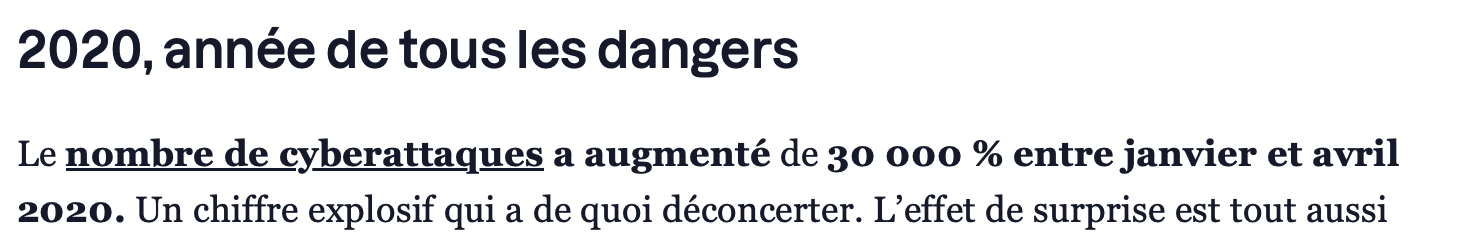 2020, année de tous les dangers
Le nombre de cyberattaques a augmenté de 30 000 % entre janvier et avril
2020. Un chiffre explosif qui a de quoi déconcerter. L’effet de surprise est tout aussi